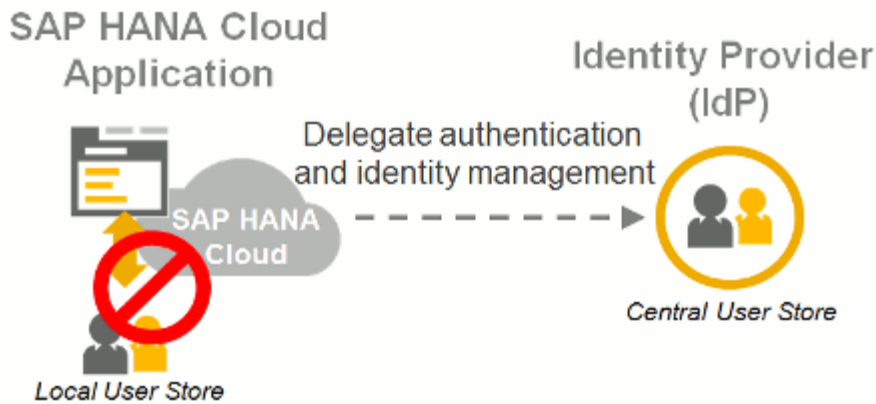 SAP HANA Cloud
Application
Identity Provider
(IdP)
Delegate authentication
and identity management
SAP HANA
Cloud
Central User Store
Local User Store